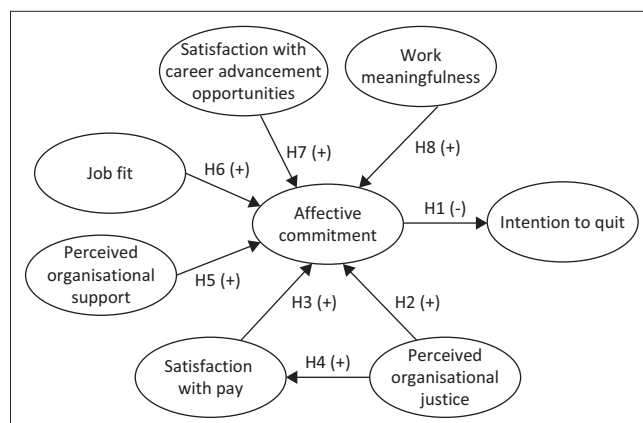 Satisfaction with
career advancement
opportunities
Work
meaningfulness
H7 (+)
H8 (+)
Job fit
H6 (+)
Affective
commitment
H1 (-)
Intention to quit
Perceived
organisational
support
H5 (+)
H3 (+)
H2 (+)
Satisfaction
with pay
H4 (+)
Perceived
organisational
justice